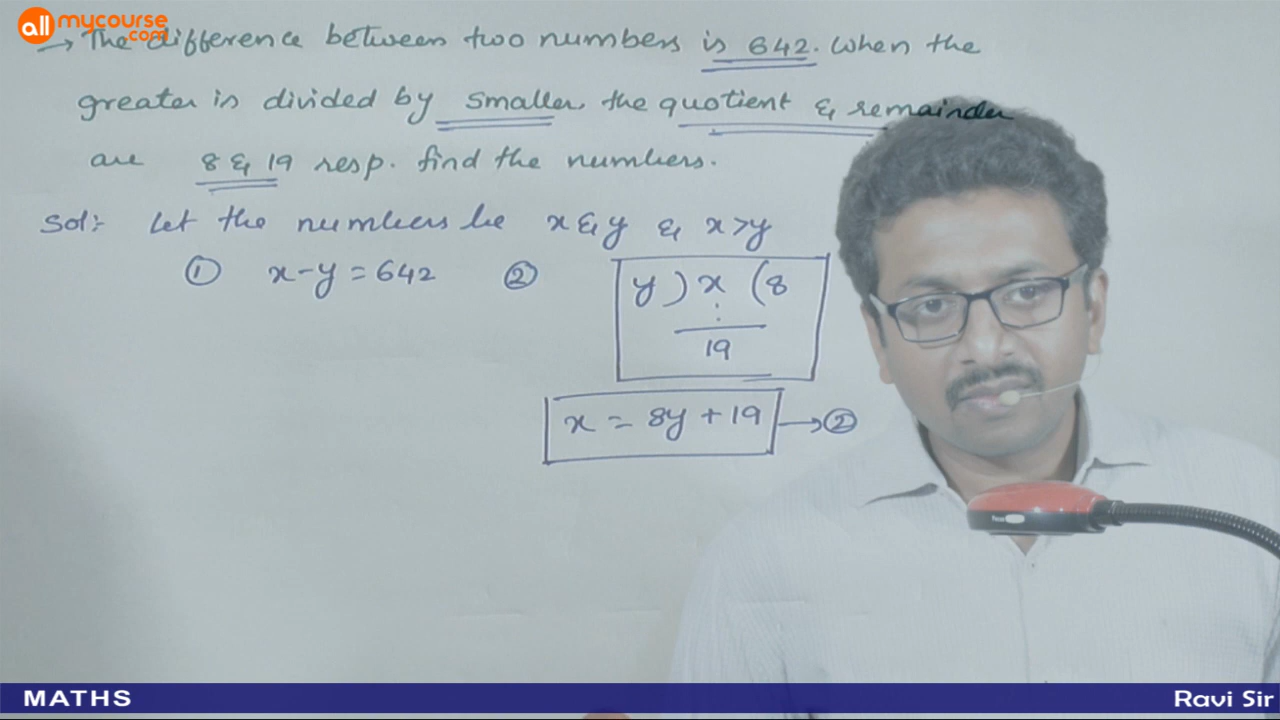 allmycourse.com
→ The difference between two numbers is 642. When the
greater is divided by smaller, the quotient & remainder
are 8 & 19 resp. find the numbers.
Sol:- Let the numbers be x & y & x>y
① x-y=642 ② y ) x ( 8
:
19
x = 8y + 19 → ②
MATHS
Ravi Sir